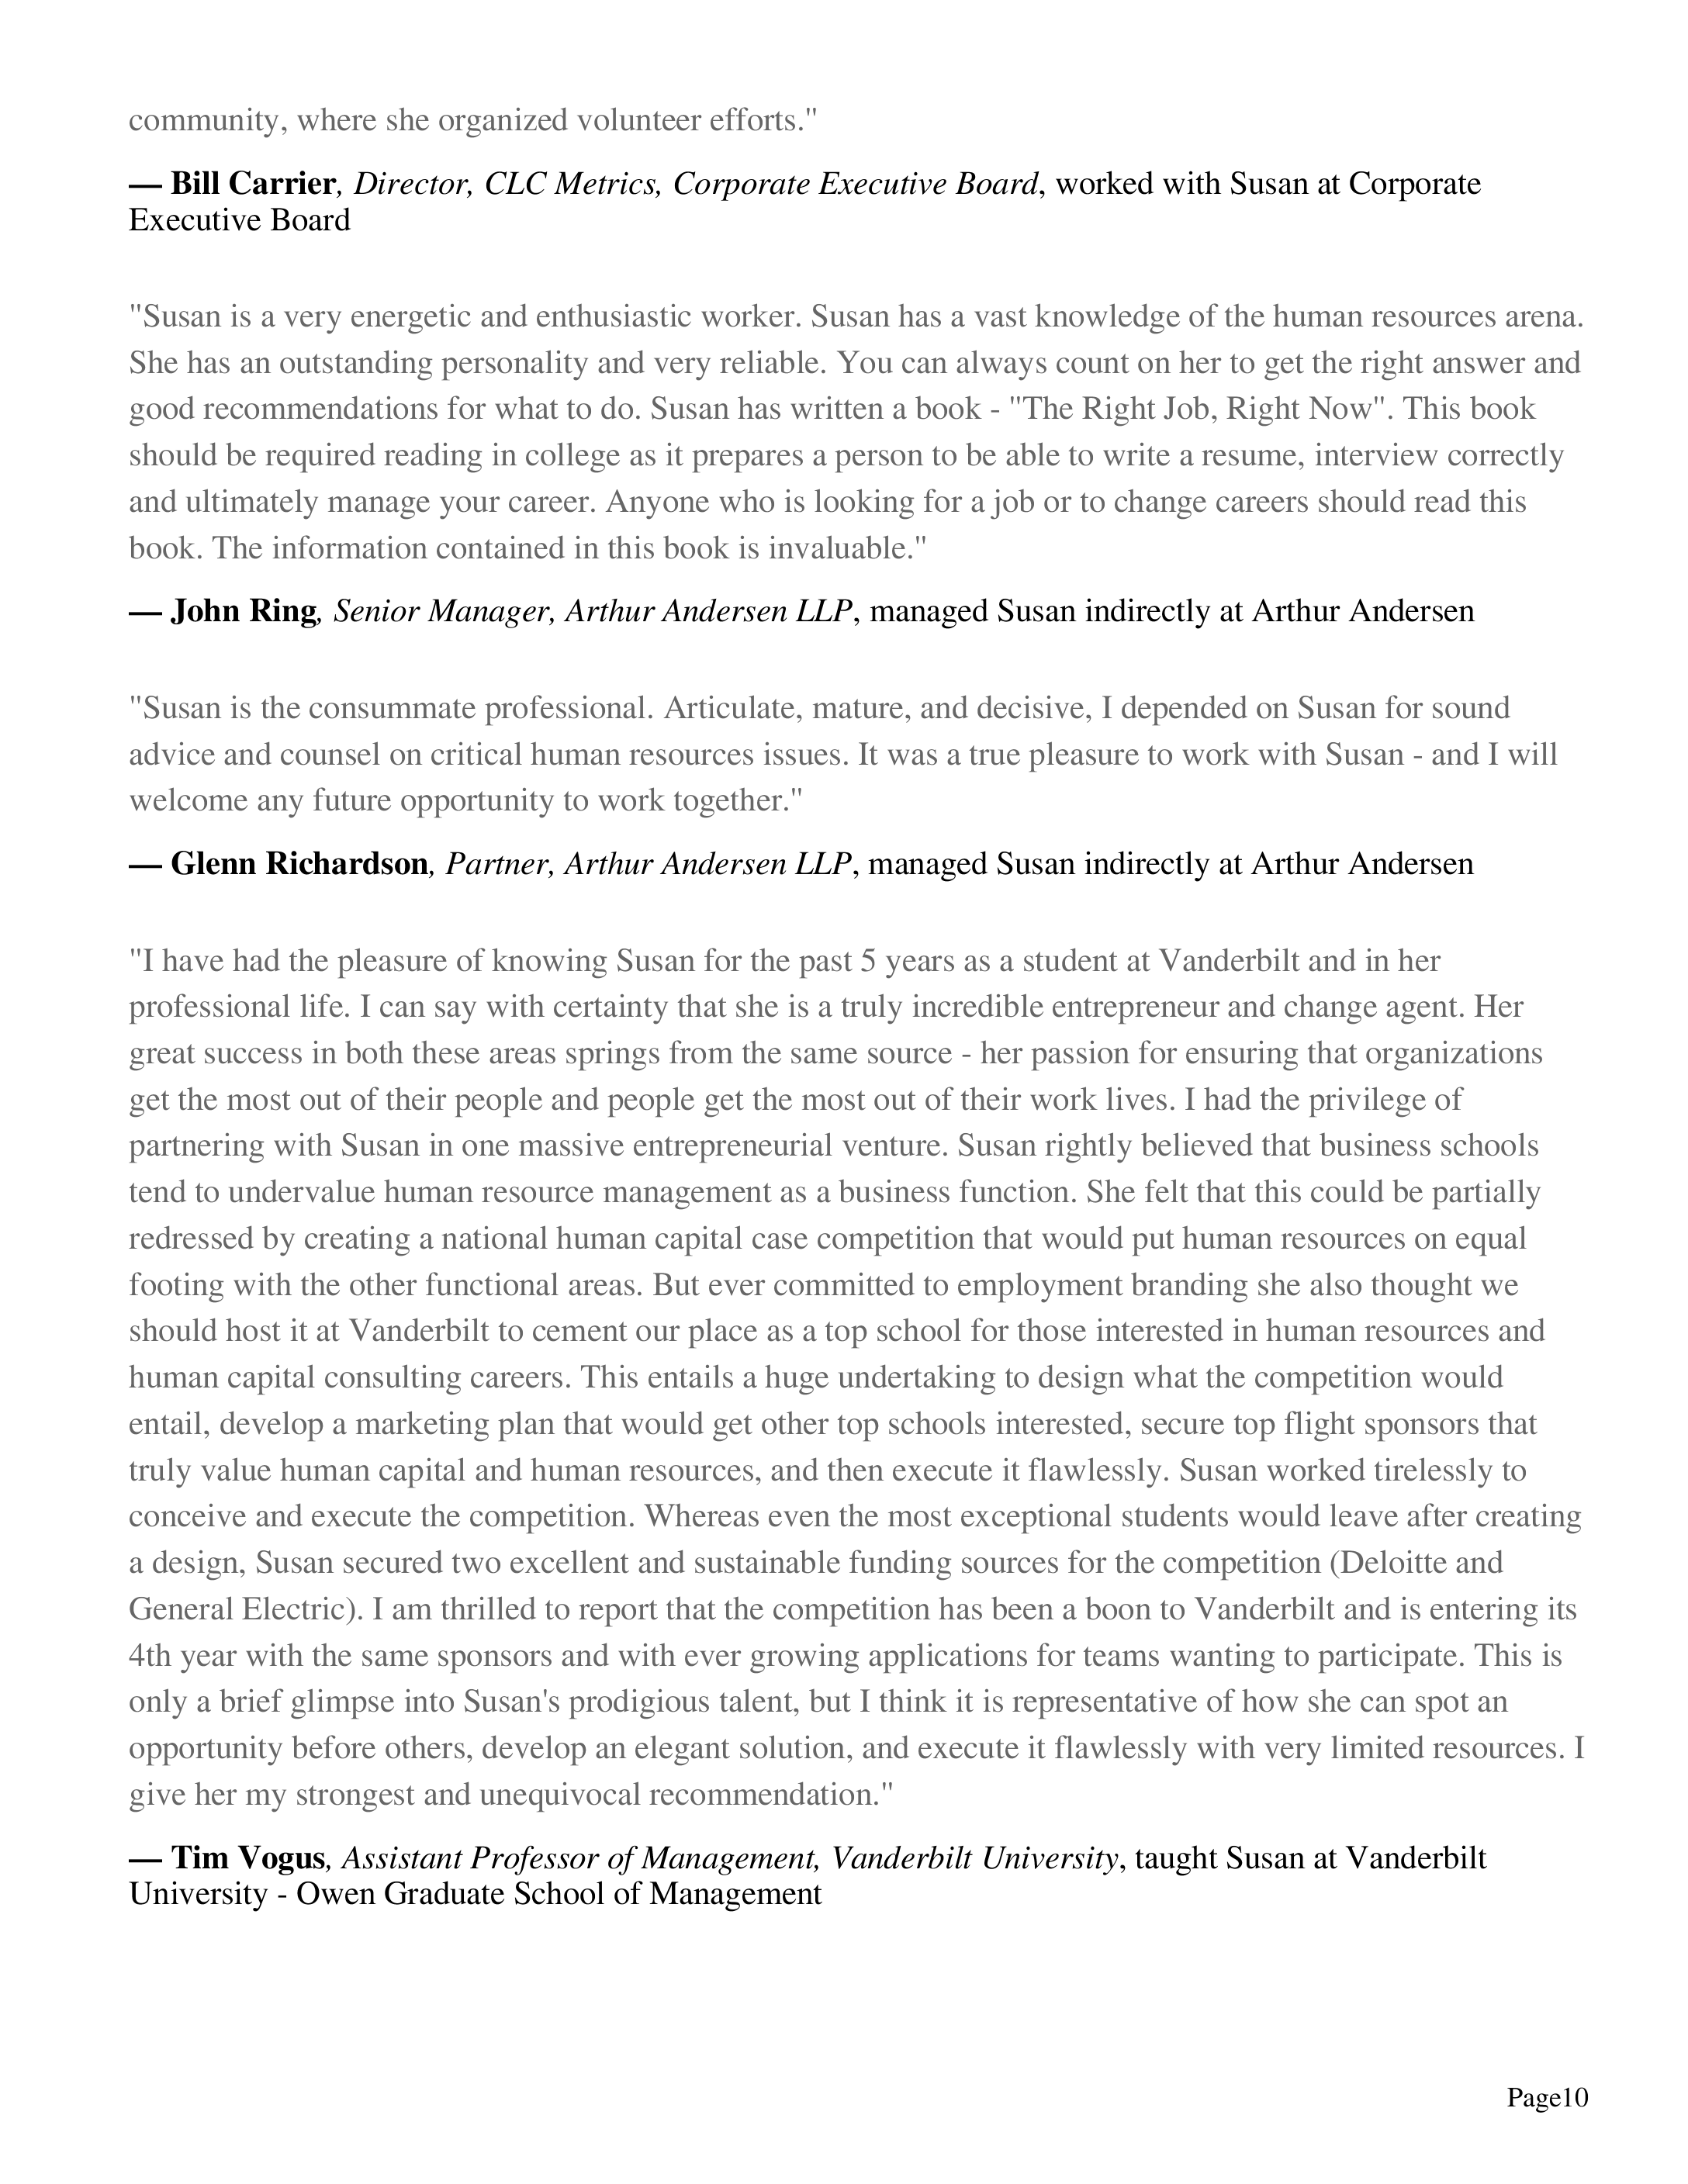 community, where she organized volunteer efforts."
— Bill Carrier, Director, CLC Metrics, Corporate Executive Board, worked with Susan at Corporate
Executive Board
"Susan is a very energetic and enthusiastic worker. Susan has a vast knowledge of the human resources arena.
She has an outstanding personality and very reliable. You can always count on her to get the right answer and
good recommendations for what to do. Susan has written a book - "The Right Job, Right Now". This book
should be required reading in college as it prepares a person to be able to write a resume, interview correctly
and ultimately manage your career. Anyone who is looking for a job or to change careers should read this
book. The information contained in this book is invaluable."
— John Ring, Senior Manager, Arthur Andersen LLP, managed Susan indirectly at Arthur Andersen
"Susan is the consummate professional. Articulate, mature, and decisive, I depended on Susan for sound
advice and counsel on critical human resources issues. It was a true pleasure to work with Susan - and I will
welcome any future opportunity to work together."
— Glenn Richardson, Partner, Arthur Andersen LLP, managed Susan indirectly at Arthur Andersen
"I have had the pleasure of knowing Susan for the past 5 years as a student at Vanderbilt and in her
professional life. I can say with certainty that she is a truly incredible entrepreneur and change agent. Her
great success in both these areas springs from the same source - her passion for ensuring that organizations
get the most out of their people and people get the most out of their work lives. I had the privilege of
partnering with Susan in one massive entrepreneurial venture. Susan rightly believed that business schools
tend to undervalue human resource management as a business function. She felt that this could be partially
redressed by creating a national human capital case competition that would put human resources on equal
footing with the other functional areas. But ever committed to employment branding she also thought we
should host it at Vanderbilt to cement our place as a top school for those interested in human resources and
human capital consulting careers. This entails a huge undertaking to design what the competition would
entail, develop a marketing plan that would get other top schools interested, secure top flight sponsors that
truly value human capital and human resources, and then execute it flawlessly. Susan worked tirelessly to
conceive and execute the competition. Whereas even the most exceptional students would leave after creating
a design, Susan secured two excellent and sustainable funding sources for the competition (Deloitte and
General Electric). I am thrilled to report that the competition has been a boon to Vanderbilt and is entering its
4th year with the same sponsors and with ever growing applications for teams wanting to participate. This is
only a brief glimpse into Susan's prodigious talent, but I think it is representative of how she can spot an
opportunity before others, develop an elegant solution, and execute it flawlessly with very limited resources. I
give her my strongest and unequivocal recommendation."
— Tim Vogus, Assistant Professor of Management, Vanderbilt University, taught Susan at Vanderbilt
University - Owen Graduate School of Management
Page10